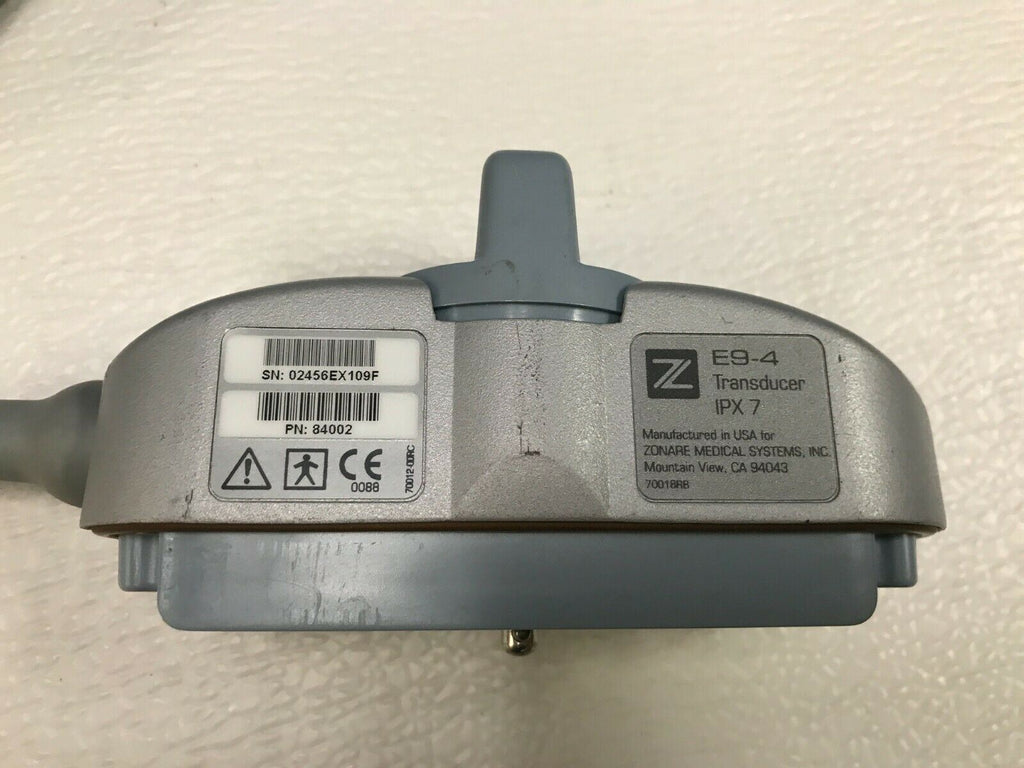 SN: 02456EX109F
PN: 84002
CE
0088
70012-00RC
Z
E9-4
Transducer
IPX 7
Manufactured in USA for
ZONARE MEDICAL SYSTEMS, INC.
Mountain View, CA 94043
70018RB